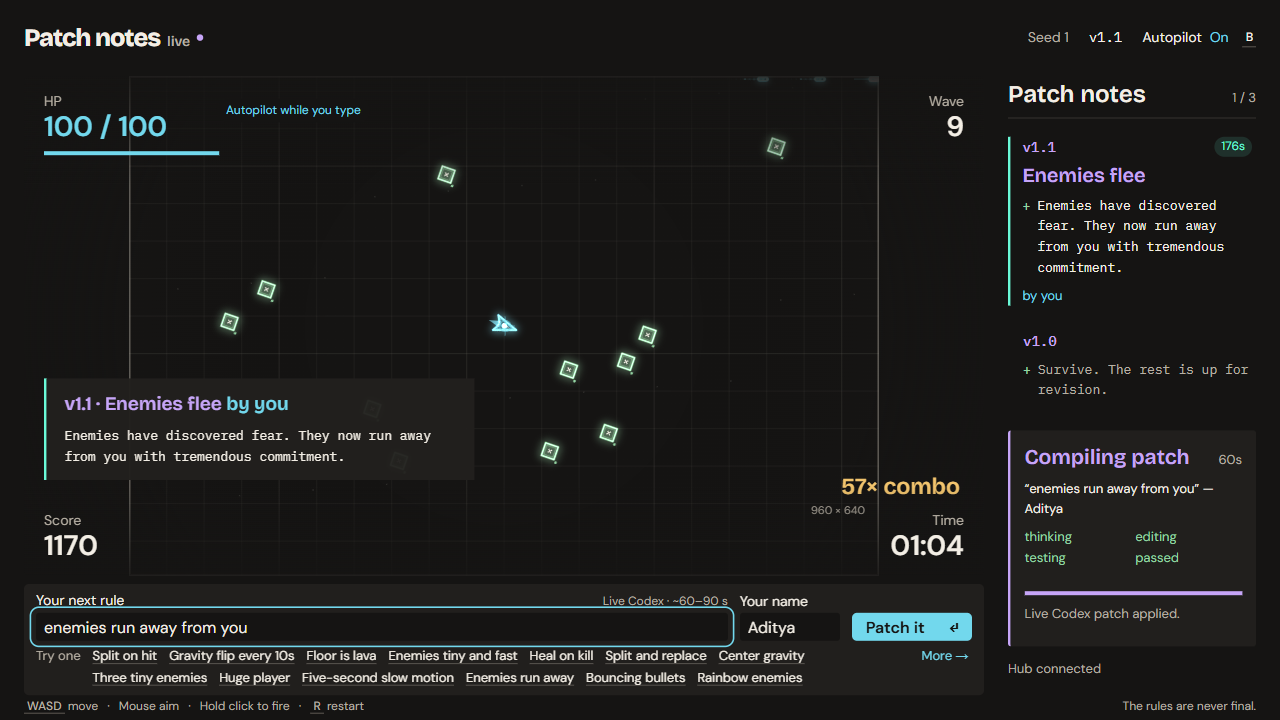 Patch notes live
Seed 1 v1.1 Autopilot On B
HP
100 / 100
Autopilot while you type
Wave
9
v1.1 · Enemies flee by you
Enemies have discovered fear. They now run away
from you with tremendous commitment.
57× combo
960 × 640
Score
1170
Time
01:04
Patch notes 1 / 3
v1.1 176s
Enemies flee
+ Enemies have discovered
fear. They now run away
from you with tremendous
commitment.
by you
v1.0
+ Survive. The rest is up for
revision.
Compiling patch 60s
“enemies run away from you” —
Aditya
thinking editing
testing passed
Live Codex patch applied.
Hub connected
Your next rule Live Codex · ~60–90 s Your name
enemies run away from you Aditya Patch it ↵
Try one Split on hit Gravity flip every 10s Floor is lava Enemies tiny and fast Heal on kill Split and replace Center gravity More →
Three tiny enemies Huge player Five-second slow motion Enemies run away Bouncing bullets Rainbow enemies
WASD move · Mouse aim · Hold click to fire · R restart
The rules are never final.